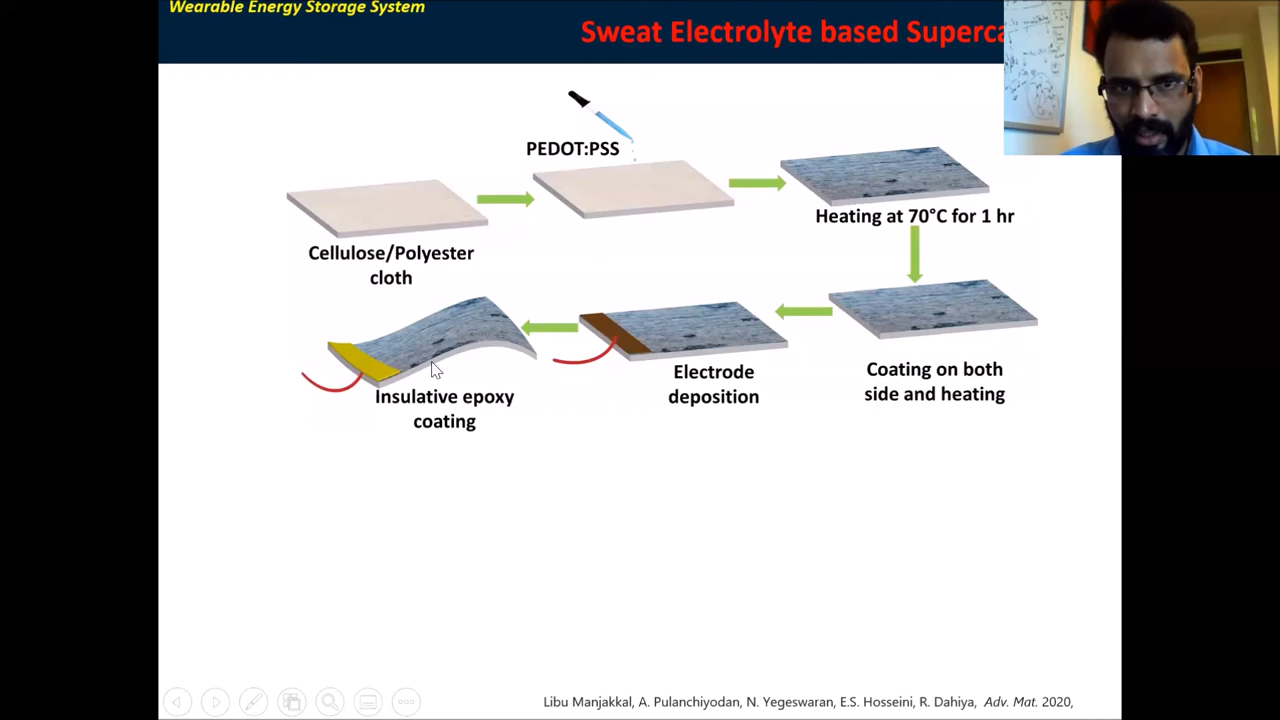 Wearable Energy Storage System
Sweat Electrolyte based
PEDOT:PSS
Cellulose/Polyester
cloth
Heating at 70°C for 1 hr
Insulative epoxy
coating
Electrode
deposition
Coating on both
side and heating
Libu Manjakkal, A. Pulanchiyodan, N. Yegeswaran, E.S. Hosseini, R. Dahiya, Adv. Mat. 2020,